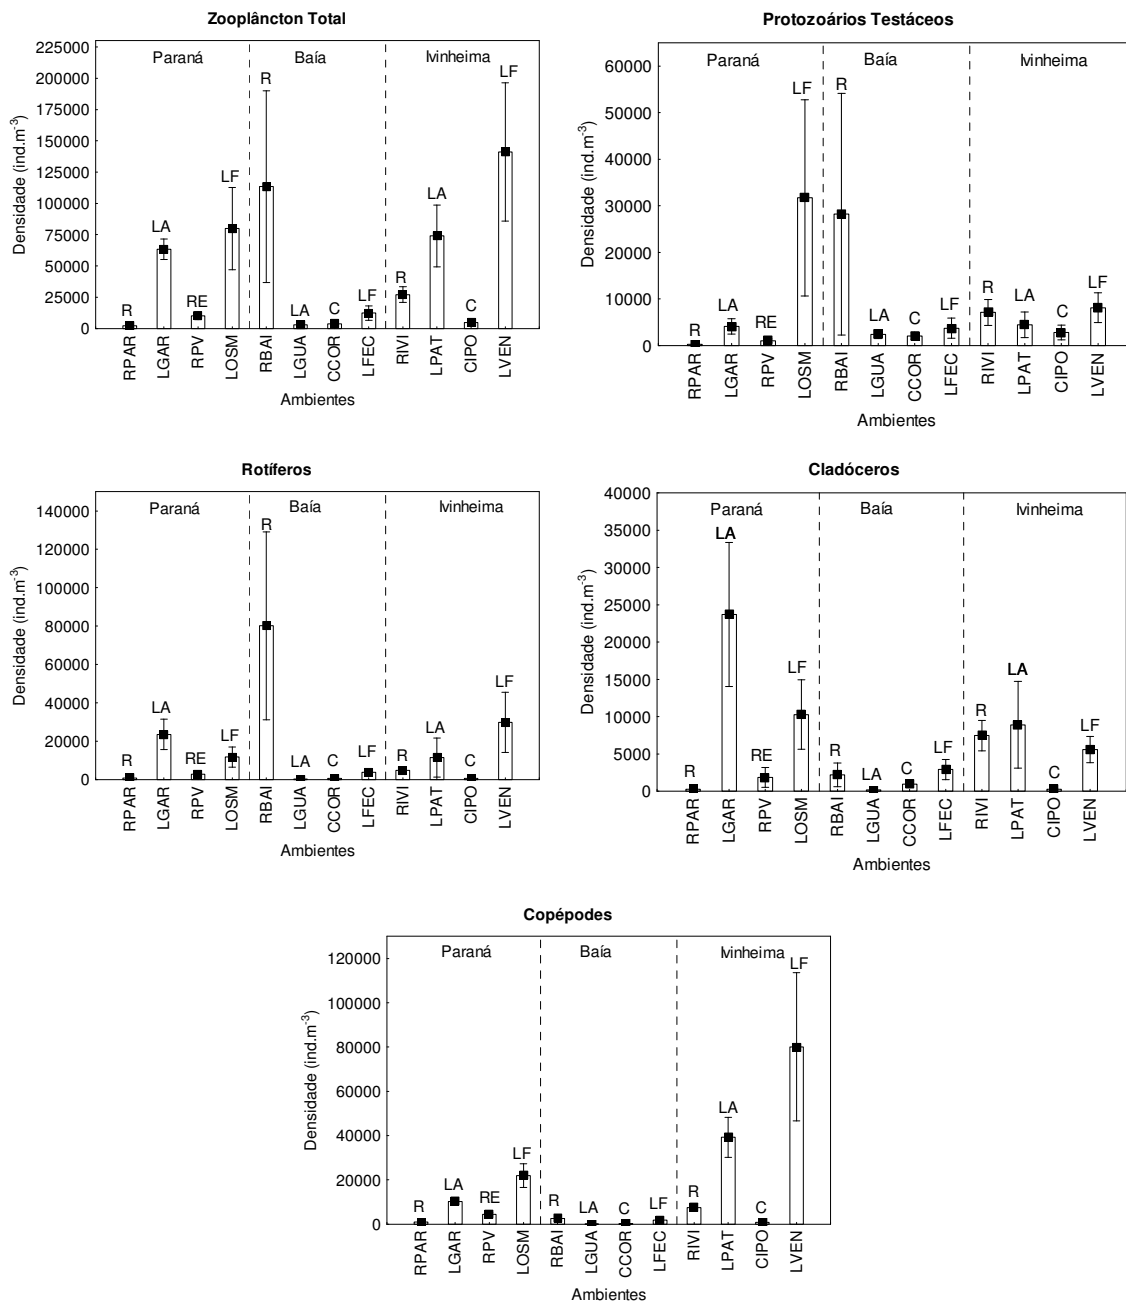 Zooplâncton Total
Densidade (ind.m-3)
225000
200000
175000
150000
125000
100000
75000
50000
25000
0
Paraná Baía Ivinheima
R LA RE LF R LA C LF R LA C LF
RPAR LGAR RPV LOSM RBAI LGUA CCOR LFEC RIVI LPAT CIPO LVEN
Ambientes
Protozoários Testáceos
Densidade (ind.m-3)
60000
50000
40000
30000
20000
10000
0
Paraná Baía Ivinheima
R LA RE LF R LA C LF R LA C LF
RPAR LGAR RPV LOSM RBAI LGUA CCOR LFEC RIVI LPAT CIPO LVEN
Ambientes
Rotíferos
Densidade (ind.m-3)
140000
120000
100000
80000
60000
40000
20000
0
Paraná Baía Ivinheima
R LA RE LF R LA C LF R LA C LF
RPAR LGAR RPV LOSM RBAI LGUA CCOR LFEC RIVI LPAT CIPO LVEN
Ambientes
Cladóceros
Densidade (ind.m-3)
40000
35000
30000
25000
20000
15000
10000
5000
0
Paraná Baía Ivinheima
R LA RE LF R LA C LF R LA C LF
RPAR LGAR RPV LOSM RBAI LGUA CCOR LFEC RIVI LPAT CIPO LVEN
Ambientes
Copépodes
Densidade (ind.m-3)
120000
100000
80000
60000
40000
20000
0
Paraná Baía Ivinheima
R LA RE LF R LA C LF R LA C LF
RPAR LGAR RPV LOSM RBAI LGUA CCOR LFEC RIVI LPAT CIPO LVEN
Ambientes